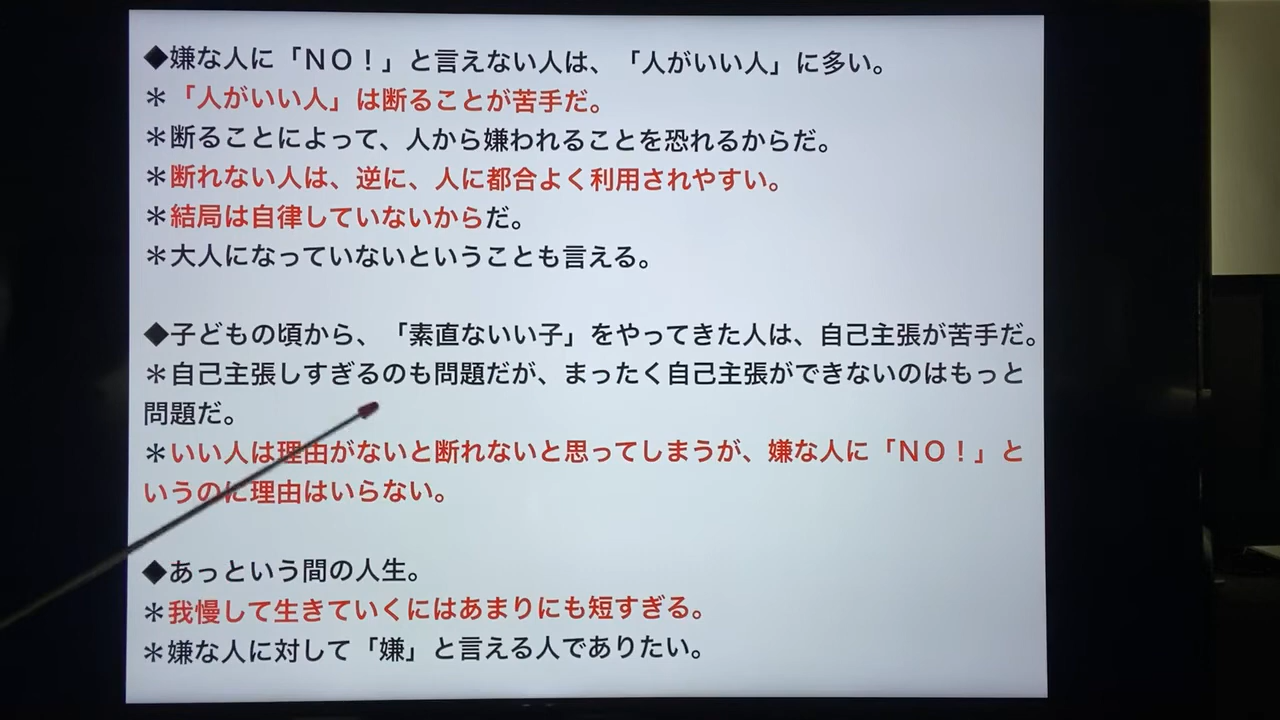 ◆嫌な人に「ＮＯ！」と言えない人は、「人がいい人」に多い。
＊「人がいい人」は断ることが苦手だ。
＊断ることによって、人から嫌われることを恐れるからだ。
＊断れない人は、逆に、人に都合よく利用されやすい。
＊結局は自律していないからだ。
＊大人になっていないということも言える。
◆子どもの頃から、「素直ないい子」をやってきた人は、自己主張が苦手だ。
＊自己主張しすぎるのも問題だが、まったく自己主張ができないのはもっと
問題だ。
＊いい人は理由がないと断れないと思ってしまうが、嫌な人に「ＮＯ！」と
いうのに理由はいらない。
◆あっという間の人生。
＊我慢して生きていくにはあまりにも短すぎる。
＊嫌な人に対して「嫌」と言える人でありたい。